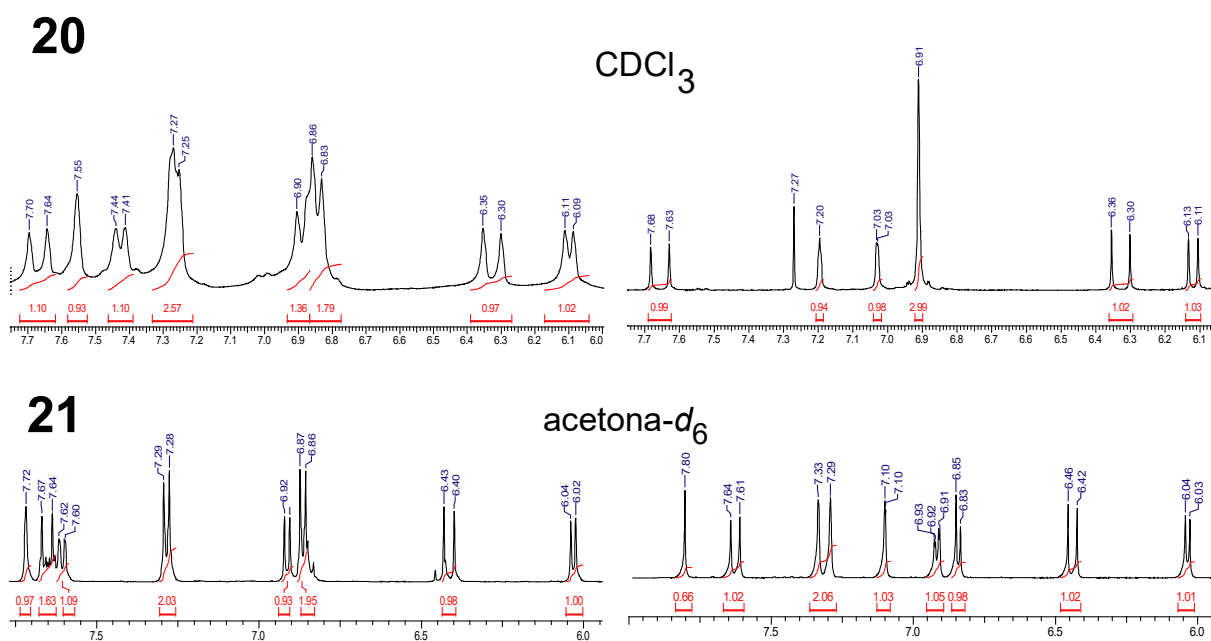 20
CDCl3
7.70 7.64 7.55 7.44 7.41 7.27 7.25 6.90 6.86 6.83 6.35 6.30 6.11 6.09
1.10 0.93 1.10 2.57 1.36 1.79 0.97 1.02
7.7 7.6 7.5 7.4 7.3 7.2 7.1 7.0 6.9 6.8 6.7 6.6 6.5 6.4 6.3 6.2 6.1 6.0
7.68 7.63 7.27 7.20 7.03 7.03 6.91 6.36 6.30 6.13 6.11
0.99 0.94 0.98 2.99 1.02 1.03
7.7 7.6 7.5 7.4 7.3 7.2 7.1 7.0 6.9 6.8 6.7 6.6 6.5 6.4 6.3 6.2 6.1
21
acetona-d6
7.72 7.67 7.64 7.62 7.60 7.29 7.28 6.92 6.87 6.86 6.43 6.40 6.04 6.02
0.97 1.63 1.09 2.03 0.93 1.95 0.98 1.00
7.5 7.0 6.5 6.0
7.80 7.64 7.61 7.33 7.29 7.10 7.10 6.93 6.92 6.91 6.85 6.83 6.46 6.42 6.04 6.03
0.66 1.02 2.06 1.03 1.05 0.98 1.02 1.01
7.5 7.0 6.5 6.0